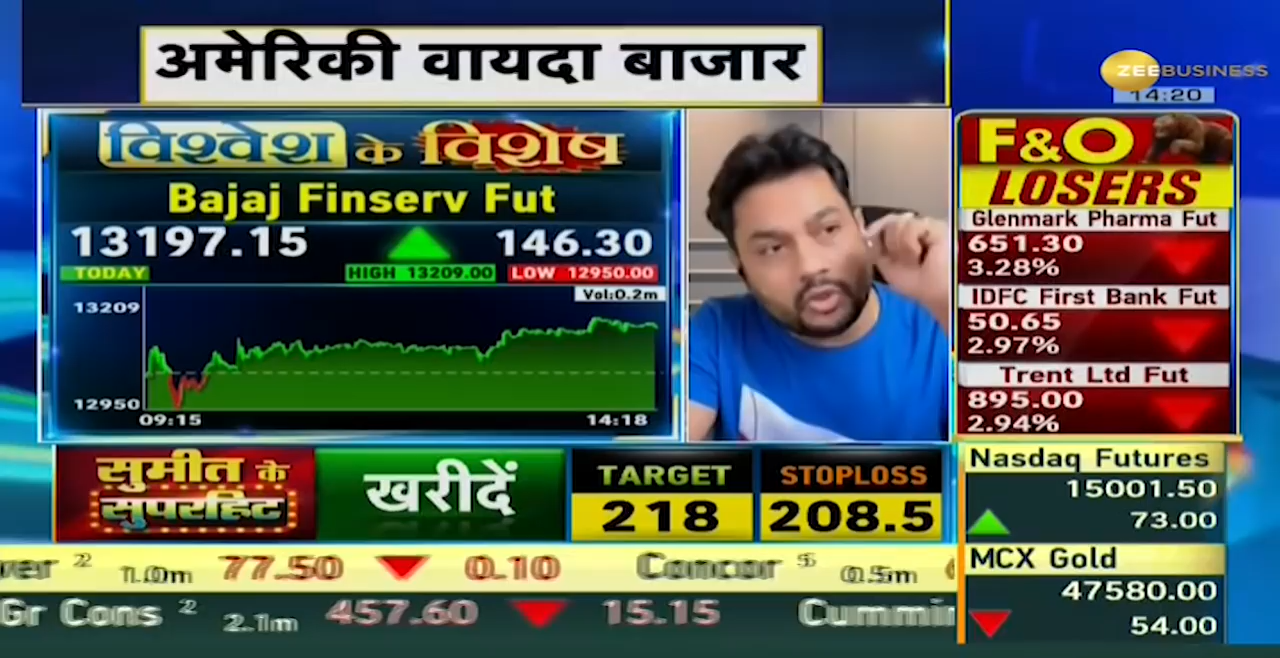 अमेरिकी वायदा बाजार
ZEEBUSINESS
14:20
विश्वेश के विशेष
Bajaj Finserv Fut
13197.15 146.30
TODAY HIGH 13209.00 LOW 12950.00
Vol:0.2m
13209
12950
09:15 14:18
F&O
LOSERS
Glenmark Pharma Fut
651.30
3.28%
IDFC First Bank Fut
50.65
2.97%
Trent Ltd Fut
895.00
2.94%
सुमीत के
सुपरहिट
खरीदें
TARGET
218
STOPLOSS
208.5
Nasdaq Futures
15001.50
73.00
MCX Gold
47580.00
54.00
2 1.0m 77.50 0.10 Concor 5 0.5m
Gr Cons 2 2.1m 457.60 15.15 Cummin